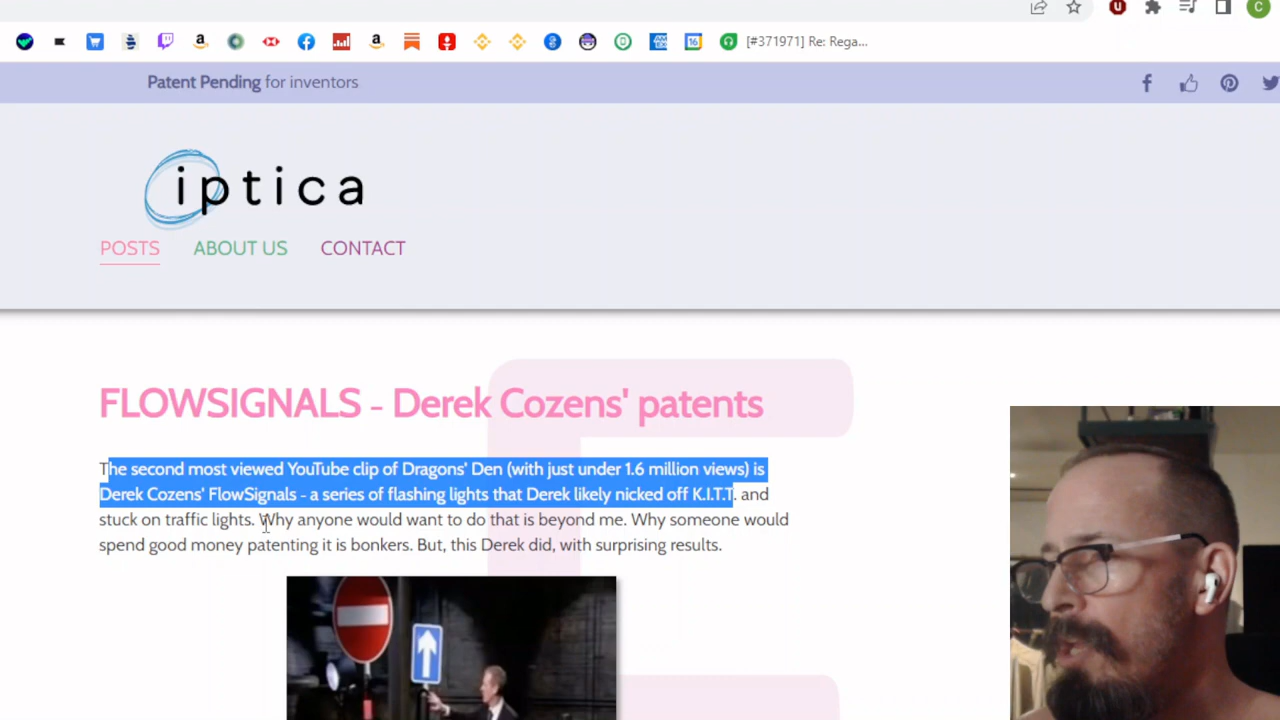 [#371971] Re: Rega...
Patent Pending for inventors
iptica
POSTS ABOUT US CONTACT
FLOWSIGNALS - Derek Cozens' patents
The second most viewed YouTube clip of Dragons' Den (with just under 1.6 million views) is
Derek Cozens' FlowSignals - a series of flashing lights that Derek likely nicked off K.I.T.T. and
stuck on traffic lights. Why anyone would want to do that is beyond me. Why someone would
spend good money patenting it is bonkers. But, this Derek did, with surprising results.